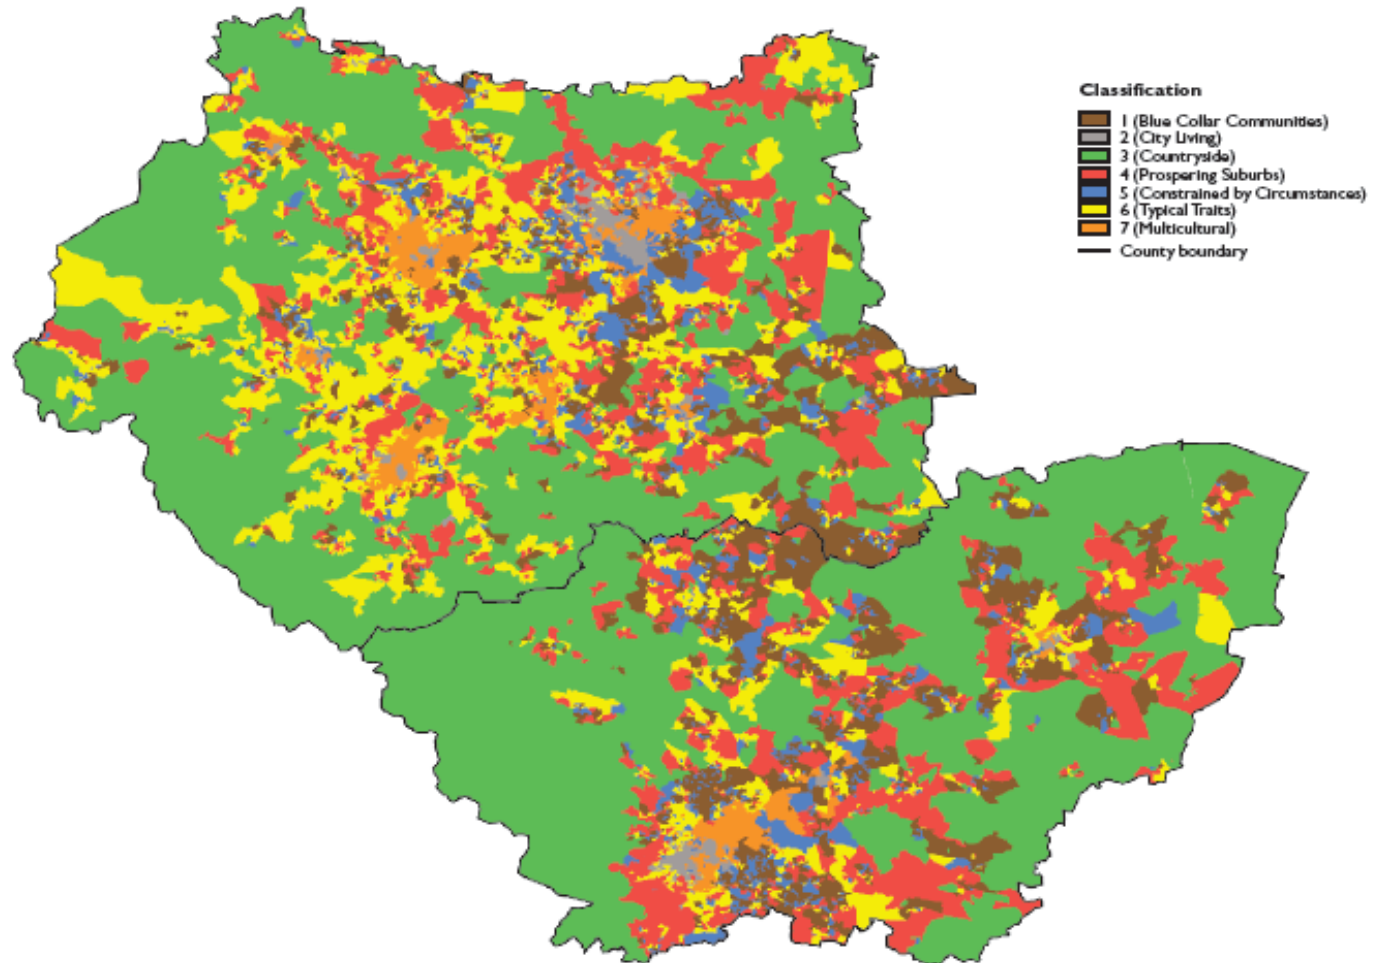 Classification
1 (Blue Collar Communities)
2 (City Living)
3 (Countryside)
4 (Prospering Suburbs)
5 (Constrained by Circumstances)
6 (Typical Traits)
7 (Multicultural)
County boundary